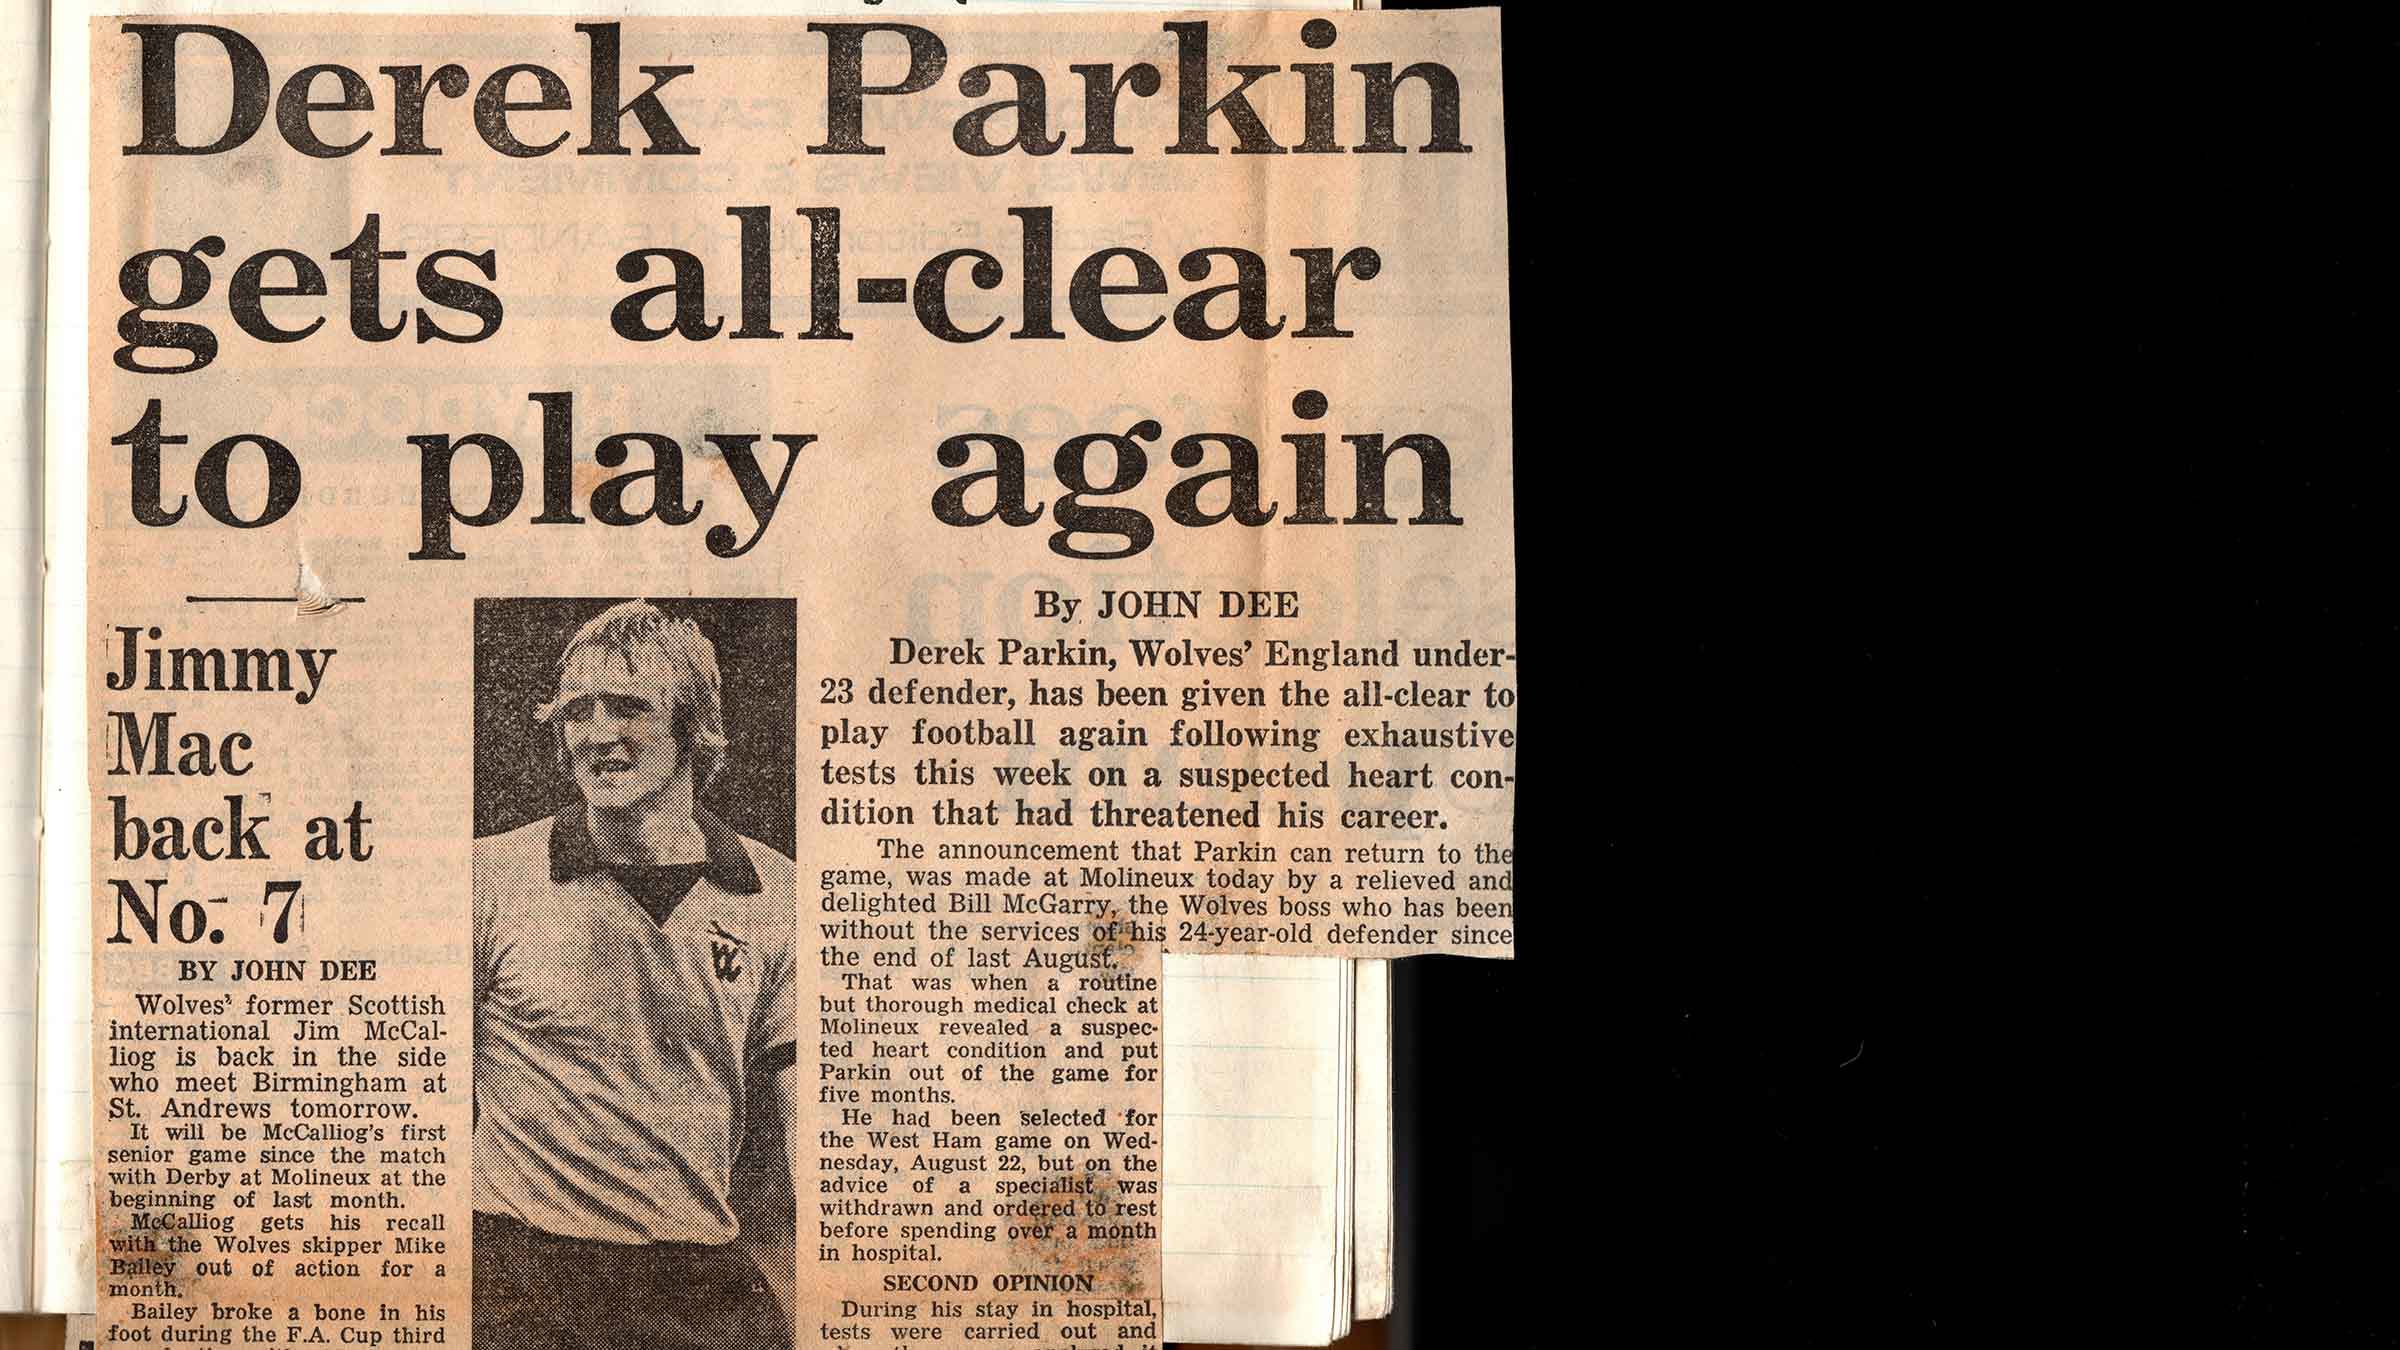 Derek Parkin
gets all-clear
to play again
Jimmy
Mac
back at
No. 7
BY JOHN DEE
Wolves' former Scottish
international Jim McCal-
liog is back in the side
who meet Birmingham at
St. Andrews tomorrow.
It will be McCalliog's first
senior game since the match
with Derby at Molineux at the
beginning of last month.
McCalliog gets his recall
with the Wolves skipper Mike
Bailey out of action for a
month.
Bailey broke a bone in his
foot during the F.A. Cup third
By JOHN DEE
Derek Parkin, Wolves' England under-
23 defender, has been given the all-clear to
play football again following exhaustive
tests this week on a suspected heart con-
dition that had threatened his career.
The announcement that Parkin can return to the
game, was made at Molineux today by a relieved and
delighted Bill McGarry, the Wolves boss who has been
without the services of his 24-year-old defender since
the end of last August.
That was when a routine
but thorough medical check at
Molineux revealed a suspec-
ted heart condition and put
Parkin out of the game for
five months.
He had been selected for
the West Ham game on Wed-
nesday, August 22, but on the
advice of a specialist was
withdrawn and ordered to rest
before spending over a month
in hospital.
SECOND OPINION
During his stay in hospital,
tests were carried out and